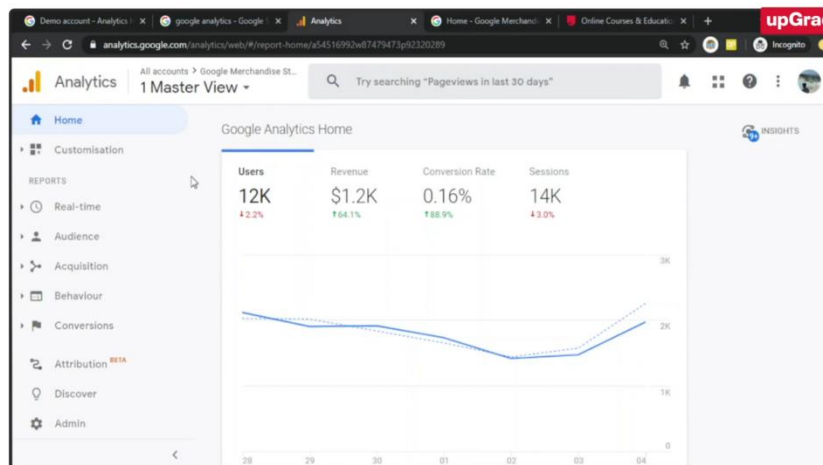 Demo account - Analytics
google analytics - Google
Analytics
Home - Google Merchandi
Online Courses & Educatio
upGrad
analytics.google.com/analytics/web/#/report-home/a54516992w87479473p92320289
Incognito
Analytics
All accounts > Google Merchandise St...
1 Master View
Try searching "Pageviews in last 30 days"
Home
Customisation
REPORTS
Real-time
Audience
Acquisition
Behaviour
Conversions
Attribution BETA
Discover
Admin
Google Analytics Home
INSIGHTS
9+
Users Revenue Conversion Rate Sessions
12K $1.2K 0.16% 14K
↓2.2% ↑64.1% ↑88.9% ↓3.0%
3K
2K
1K
0
28 29 30 01 02 03 04